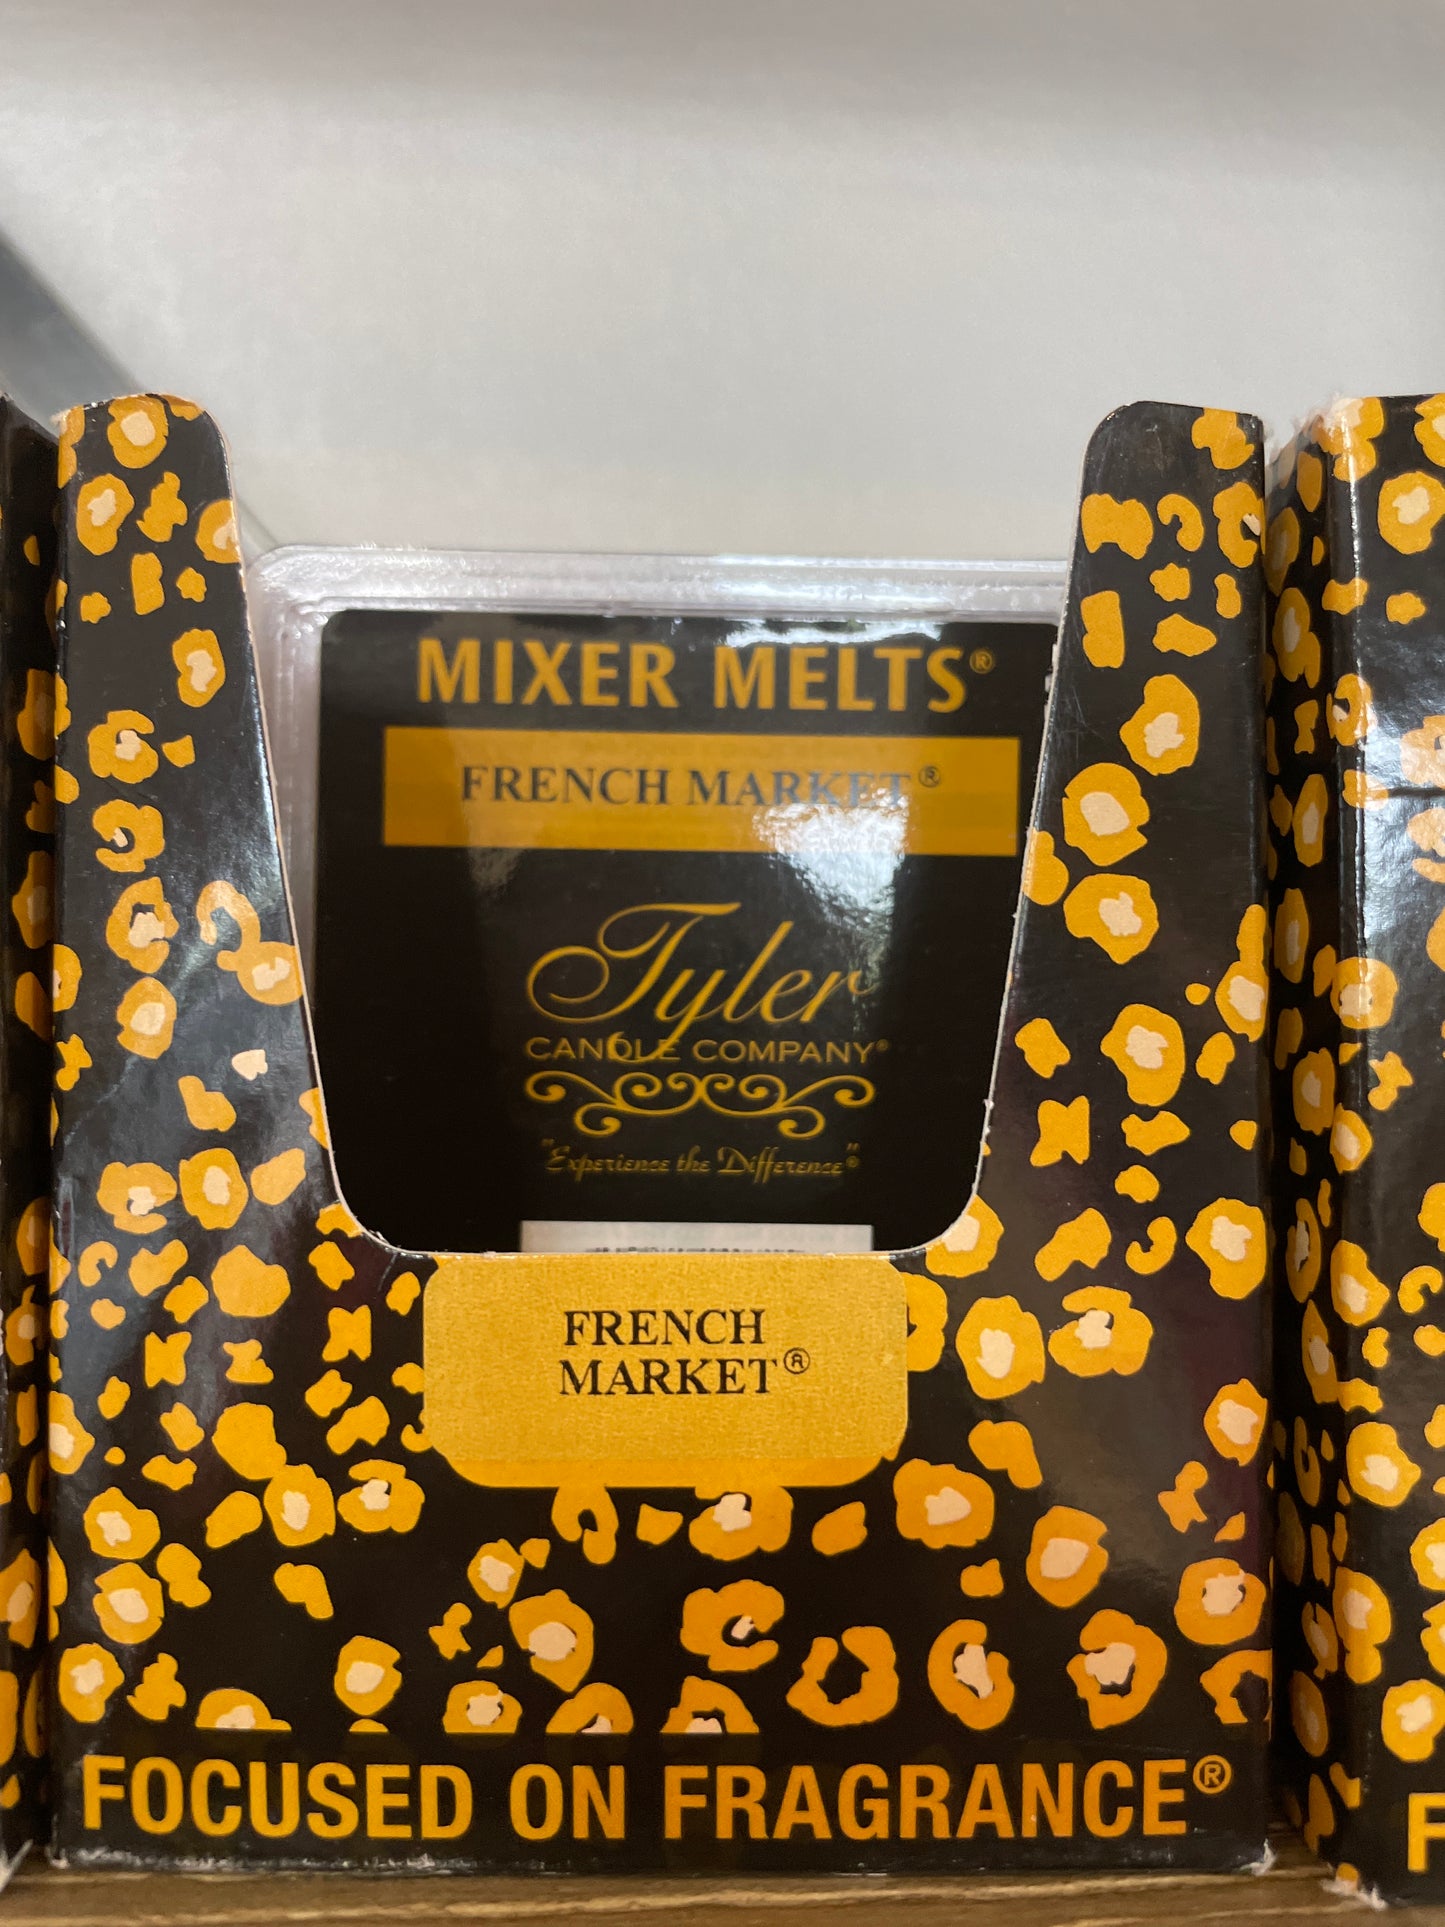 MIXER MELTS®
FRENCH MARKET®
Tyler
CANDLE COMPANY®
"Experience the Difference"®
FRENCH
MARKET®
FOCUSED ON FRAGRANCE®
F